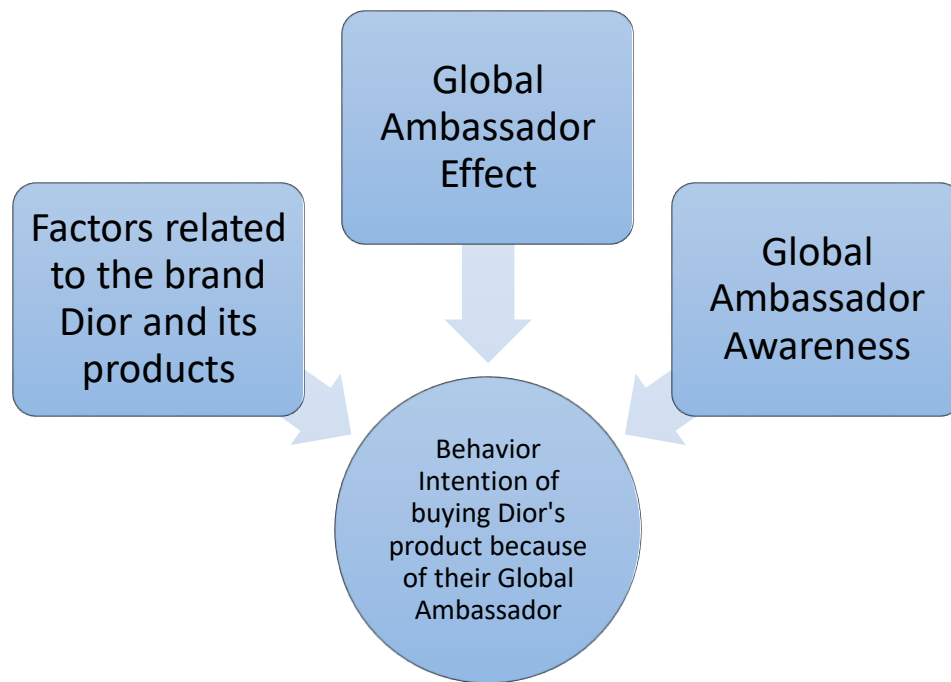 Global
Ambassador
Effect
Factors related
to the brand
Dior and its
products
Global
Ambassador
Awareness
Behavior
Intention of
buying Dior's
product because
of their Global
Ambassador